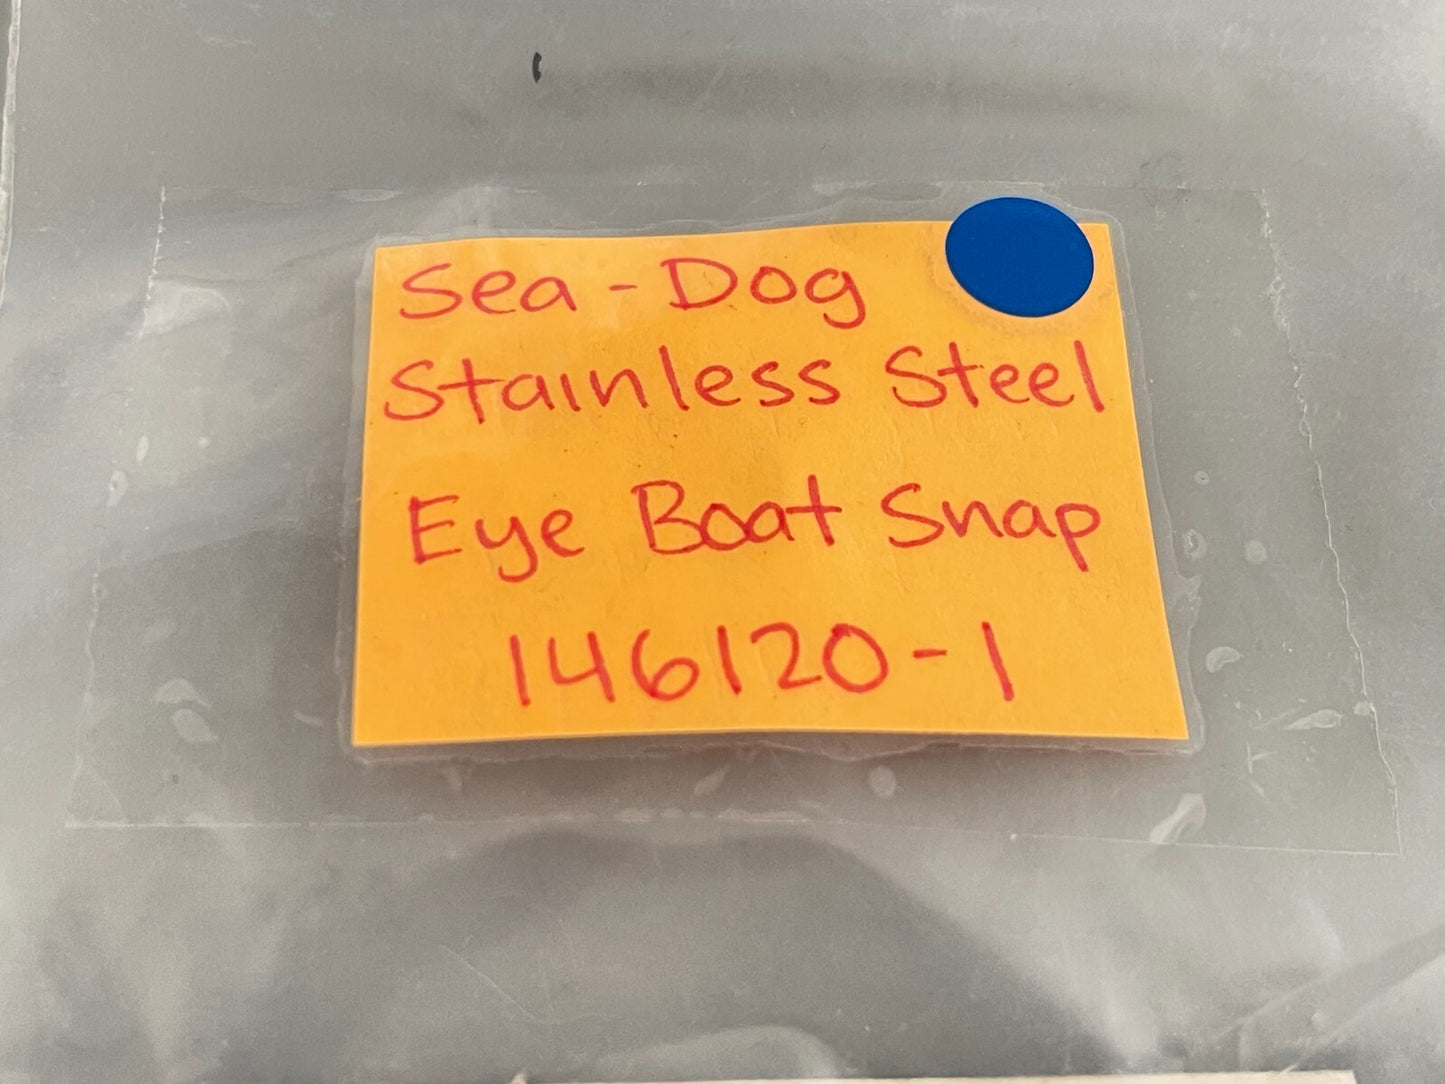 Sea-Dog
Stainless Steel
Eye Boat Snap
146120-1